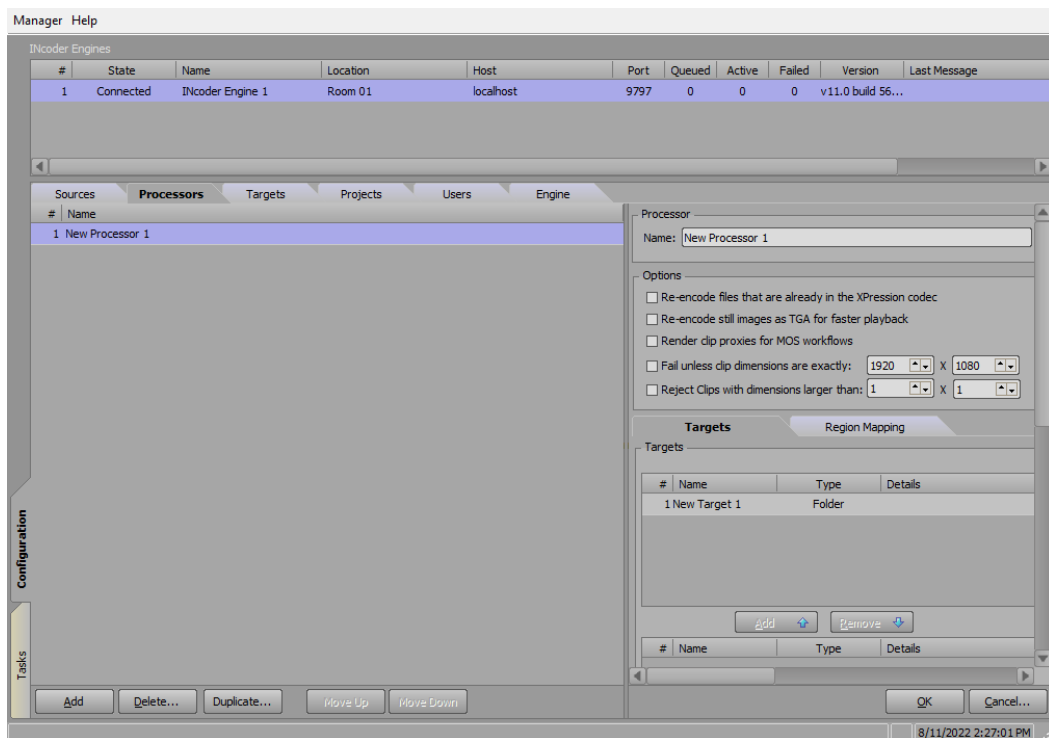 Manager Help
INcoder Engines
# State Name Location Host Port Queued Active Failed Version Last Message
1 Connected INcoder Engine 1 Room 01 localhost 9797 0 0 0 v11.0 build 56...
Sources Processors Targets Projects Users Engine
# Name
1 New Processor 1
Processor
Name: New Processor 1
Options
Re-encode files that are already in the XPression codec
Re-encode still images as TGA for faster playback
Render clip proxies for MOS workflows
Fail unless clip dimensions are exactly: 1920 X 1080
Reject Clips with dimensions larger than: 1 X 1
Targets Region Mapping
Targets
# Name Type Details
1 New Target 1 Folder
Add Remove
# Name Type Details
Configuration
Tasks
Add Delete... Duplicate... Move Up Move Down OK Cancel...
8/11/2022 2:27:01 PM